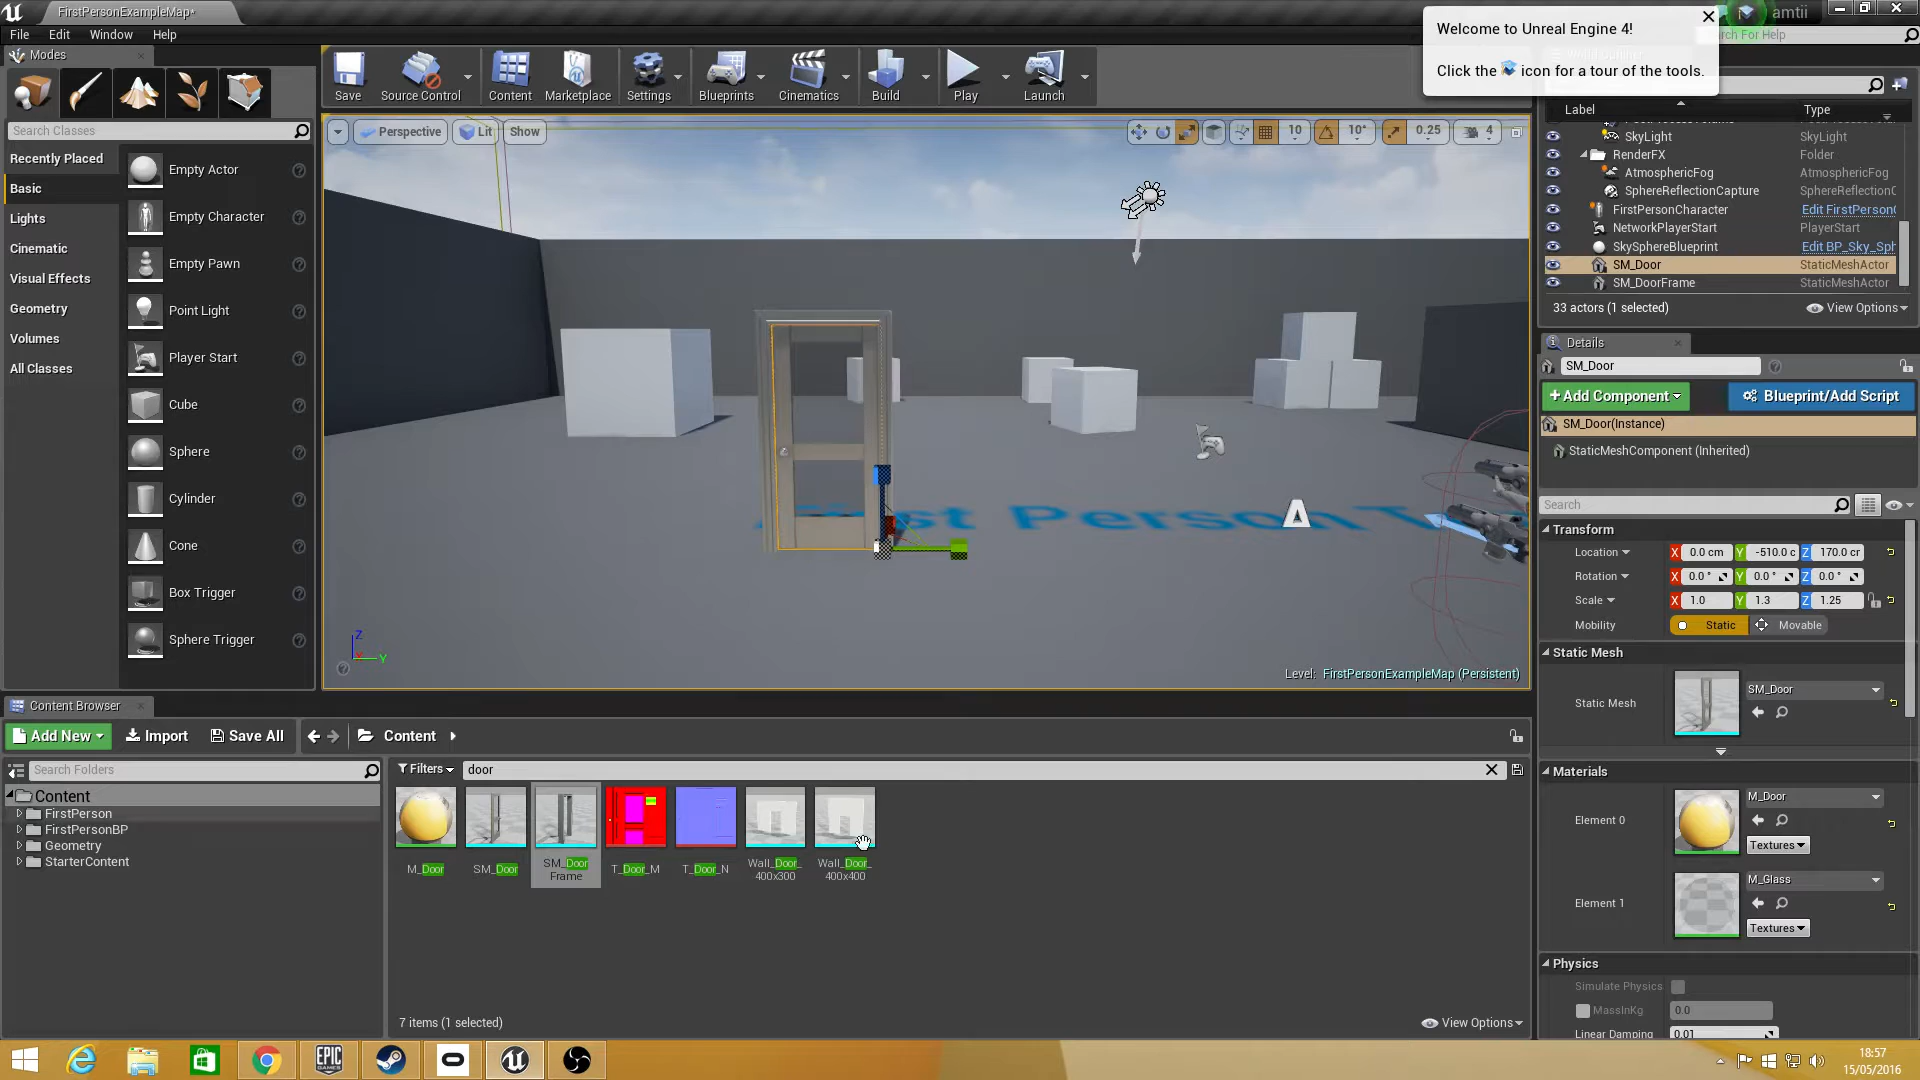 FirstPersonExampleMap*
amtii
File Edit Window Help
Welcome to Unreal Engine 4!
Click the icon for a tour of the tools.
For Help
Modes
Save Source Control Content Marketplace Settings Blueprints Cinematics Build Play Launch
Search Classes
Recently Placed
Basic
Lights
Cinematic
Visual Effects
Geometry
Volumes
All Classes
Empty Actor
Empty Character
Empty Pawn
Point Light
Player Start
Cube
Sphere
Cylinder
Cone
Box Trigger
Sphere Trigger
Perspective Lit Show
10 10° 0.25 4
First Person T
Z
Y
Level: FirstPersonExampleMap (Persistent)
Label Type
SkyLight SkyLight
RenderFX Folder
AtmosphericFog AtmosphericFog
SphereReflectionCapture SphereReflectionC
FirstPersonCharacter Edit FirstPerson
NetworkPlayerStart PlayerStart
SkySphereBlueprint Edit BP_Sky_Sph
SM_Door StaticMeshActor
SM_DoorFrame StaticMeshActor
33 actors (1 selected) View Options
Details
SM_Door
+Add Component Blueprint/Add Script
SM_Door(Instance)
StaticMeshComponent (Inherited)
Search
Transform
Location X 0.0 cm Y -510.0 c Z 170.0 cr
Rotation X 0.0 ° Y 0.0 ° Z 0.0 °
Scale X 1.0 Y 1.3 Z 1.25
Mobility Static Movable
Static Mesh
Static Mesh SM_Door
Materials
Element 0 M_Door
Textures
Element 1 M_Glass
Textures
Physics
Simulate Physics
MassInKg 0.0
Linear Damping 0.01
Content Browser
Add New Import Save All Content
Search Folders
Filters door
Content
FirstPerson
FirstPersonBP
Geometry
StarterContent
M_Door
SM_Door
SM_Door
Frame
T_Door_M
T_Door_N
Wall_Door_
400x300
Wall_Door_
400x400
7 items (1 selected) View Options
EPIC
GAMES
18:57
15/05/2016